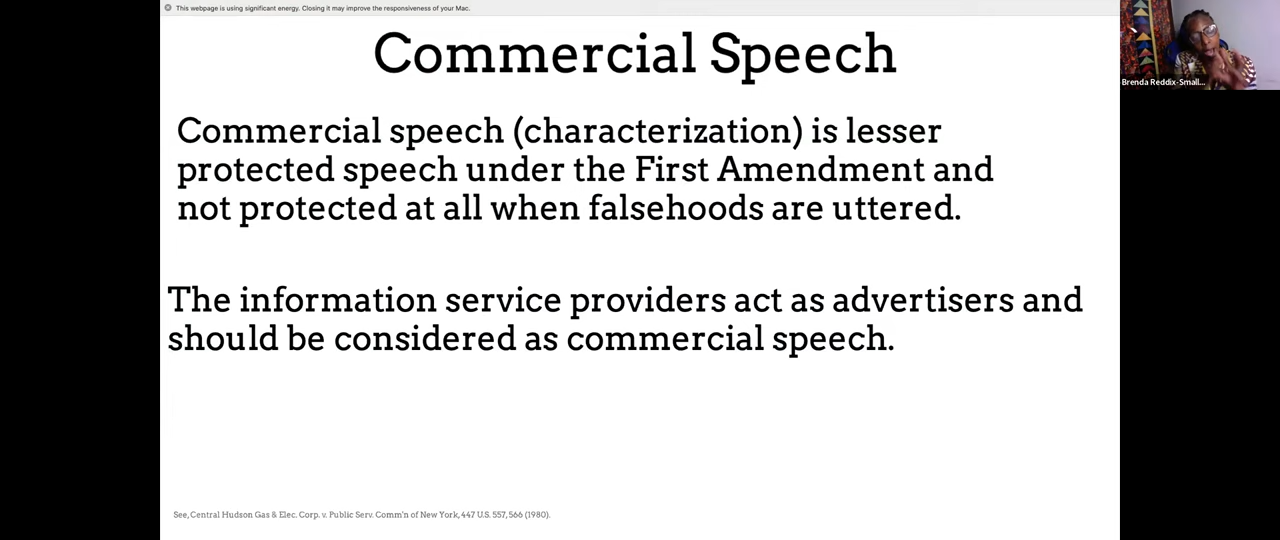 This webpage is using significant energy. Closing it may improve the responsiveness of your Mac.
Commercial Speech
Commercial speech (characterization) is lesser
protected speech under the First Amendment and
not protected at all when falsehoods are uttered.
The information service providers act as advertisers and
should be considered as commercial speech.
See, Central Hudson Gas & Elec. Corp. v. Public Serv. Comm'n of New York, 447 U.S. 557, 566 (1980).
Brenda Reddix-Small...